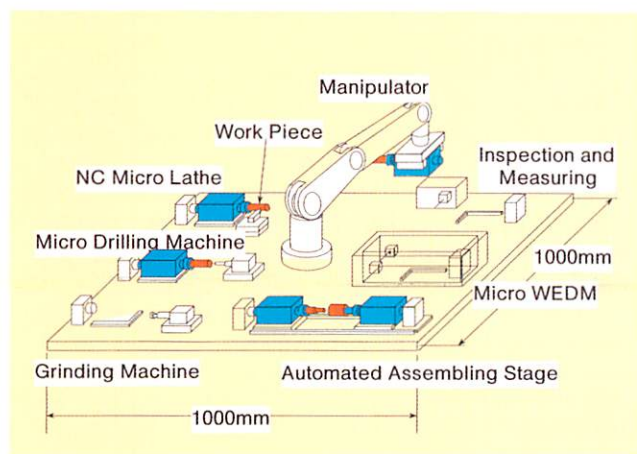 Manipulator
Work Piece
NC Micro Lathe
Inspection and
Measuring
Micro Drilling Machine
1000mm
Micro WEDM
Grinding Machine
Automated Assembling Stage
1000mm